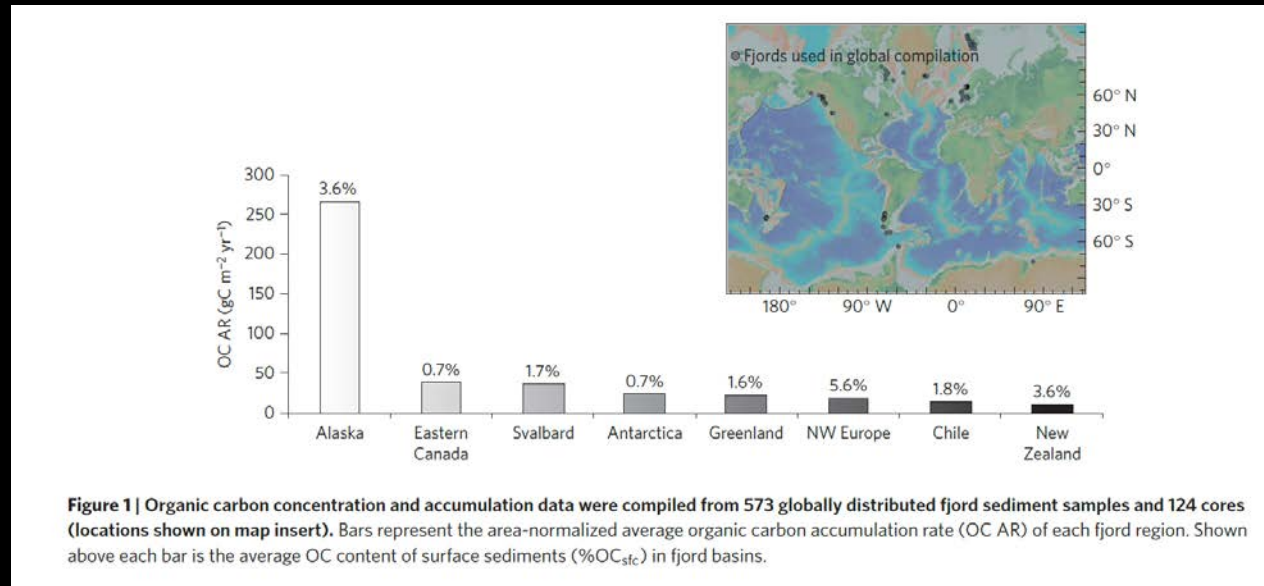 Fjords used in global compilation
60° N
30° N
0°
30° S
60° S
180° 90° W 0° 90° E
OC AR (gC m⁻² yr⁻¹)
300
250
200
150
100
50
0
3.6%
0.7%
1.7%
0.7%
1.6%
5.6%
1.8%
3.6%
Alaska
Eastern
Canada
Svalbard
Antarctica
Greenland
NW Europe
Chile
New
Zealand
Figure 1 | Organic carbon concentration and accumulation data were compiled from 573 globally distributed fjord sediment samples and 124 cores
(locations shown on map insert). Bars represent the area-normalized average organic carbon accumulation rate (OC AR) of each fjord region. Shown
above each bar is the average OC content of surface sediments (%OCsfc) in fjord basins.